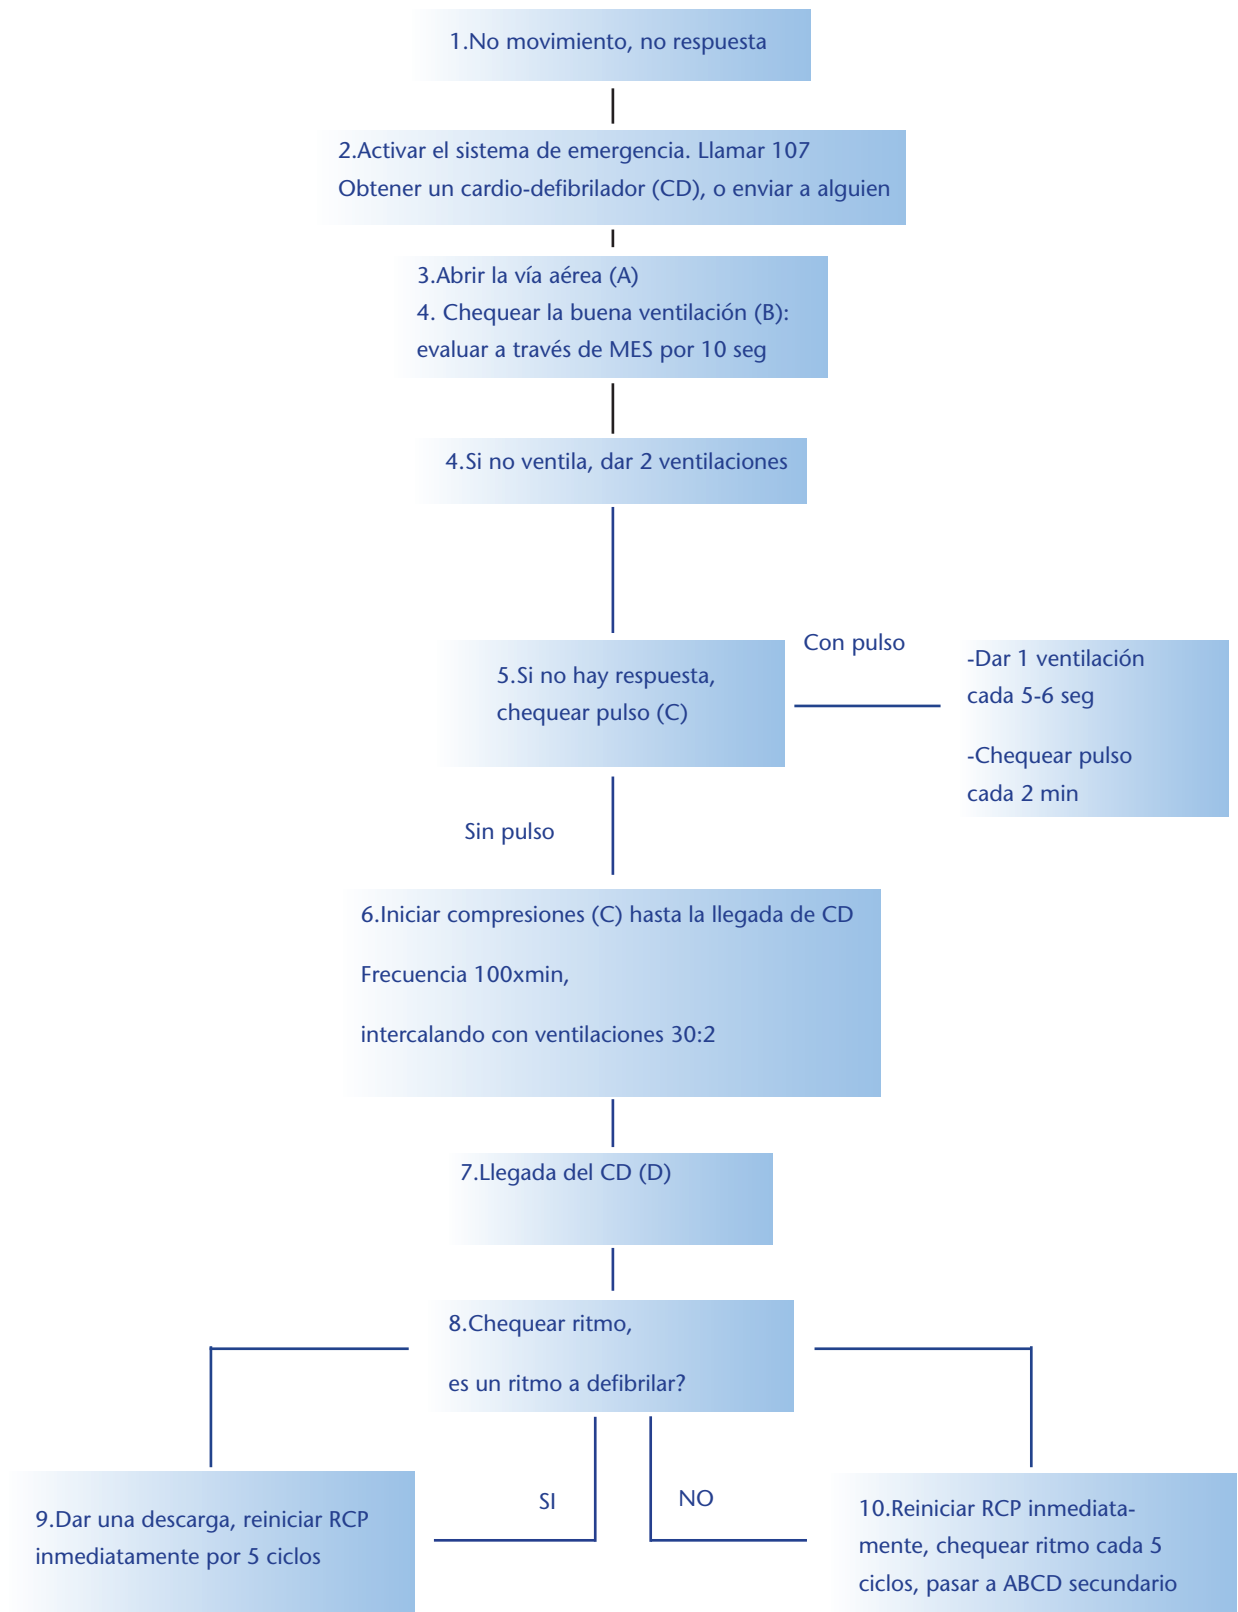 1.No movimiento, no respuesta
2.Activar el sistema de emergencia. Llamar 107
Obtener un cardio-defibrilador (CD), o enviar a alguien
3.Abrir la vía aérea (A)
4. Chequear la buena ventilación (B):
evaluar a través de MES por 10 seg
4.Si no ventila, dar 2 ventilaciones
5.Si no hay respuesta,
chequear pulso (C)
Con pulso
-Dar 1 ventilación
cada 5-6 seg
-Chequear pulso
cada 2 min
Sin pulso
6.Iniciar compresiones (C) hasta la llegada de CD
Frecuencia 100xmin,
intercalando con ventilaciones 30:2
7.Llegada del CD (D)
8.Chequear ritmo,
es un ritmo a defibrilar?
SI
NO
9.Dar una descarga, reiniciar RCP
inmediatamente por 5 ciclos
10.Reiniciar RCP inmediata-
mente, chequear ritmo cada 5
ciclos, pasar a ABCD secundario